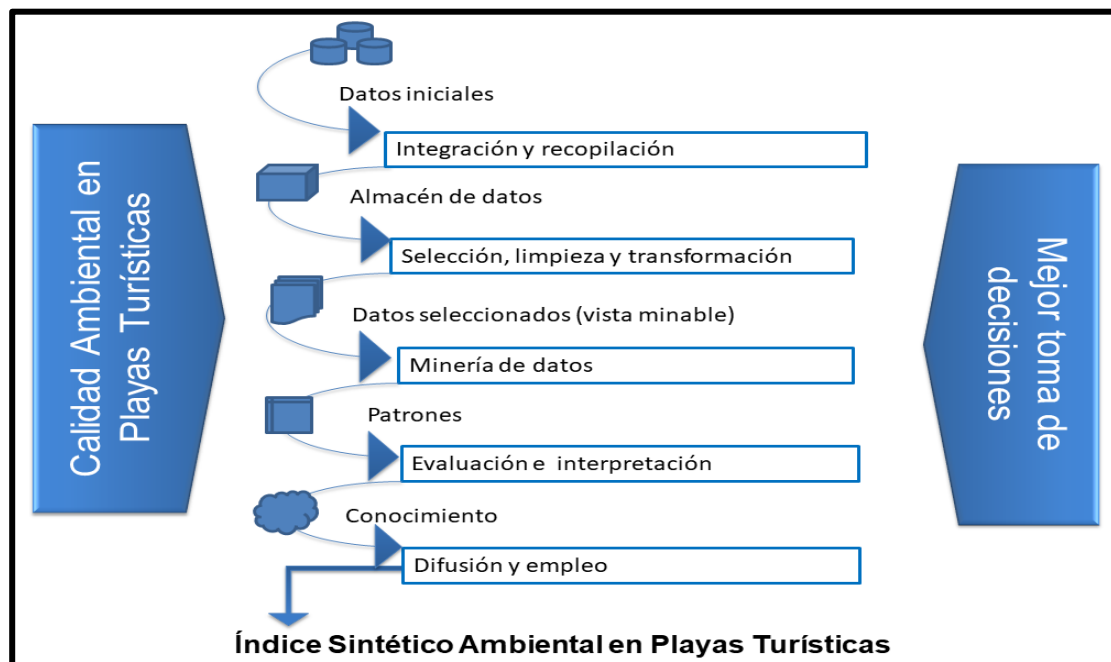 Calidad Ambiental en
Playas Turísticas
Datos iniciales
Integración y recopilación
Almacén de datos
Selección, limpieza y transformación
Datos seleccionados (vista minable)
Minería de datos
Patrones
Evaluación e interpretación
Conocimiento
Difusión y empleo
Índice Sintético Ambiental en Playas Turísticas
Mejor toma de
decisiones